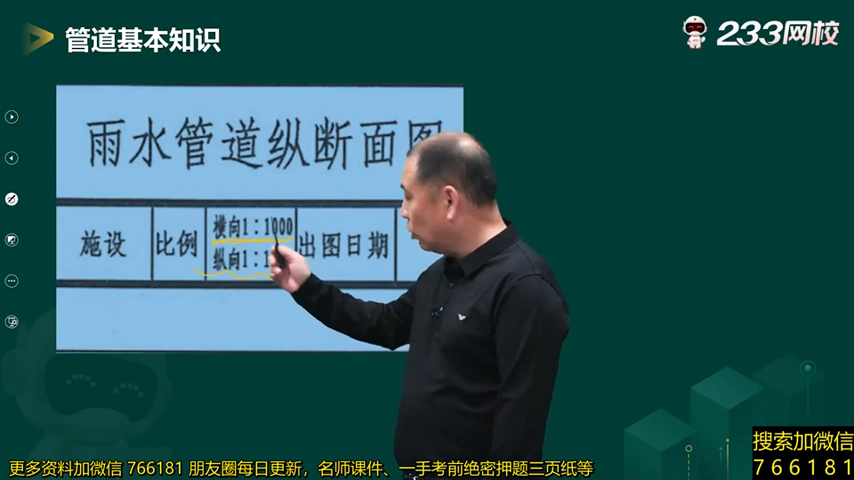 管道基本知识
233网校
雨水管道纵断面图
施设
比例
横向1：1000
纵向1：1
出图日期
搜索加微信
766181
更多资料加微信 766181 朋友圈每日更新，名师课件、一手考前绝密押题三页纸等